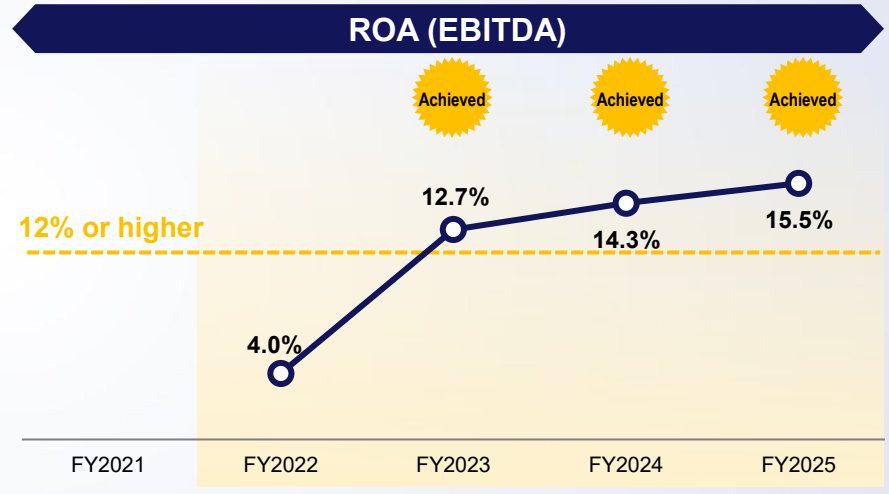 ROA (EBITDA)
Achieved Achieved Achieved
12.7%
12% or higher
14.3%
15.5%
4.0%
FY2021 FY2022 FY2023 FY2024 FY2025